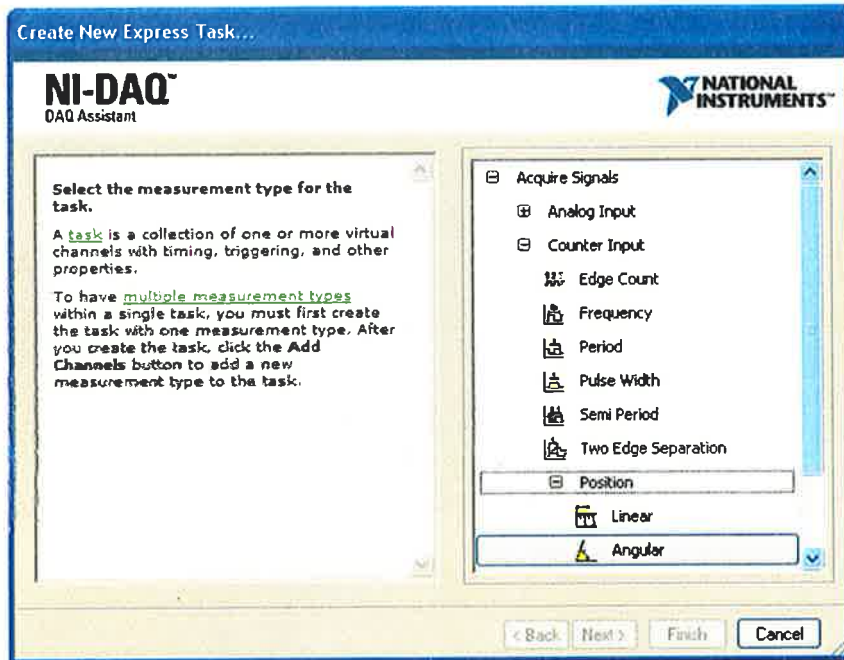 Create New Express Task...
NI-DAQ™
DAQ Assistant
NATIONAL
INSTRUMENTS™
Select the measurement type for the
task.
A task is a collection of one or more virtual
channels with timing, triggering, and other
properties.
To have multiple measurement types
within a single task, you must first create
the task with one measurement type. After
you create the task, click the Add
Channels button to add a new
measurement type to the task.
Acquire Signals
Analog Input
Counter Input
Edge Count
Frequency
Period
Pulse Width
Semi Period
Two Edge Separation
Position
Linear
Angular
< Back Next > Finish Cancel